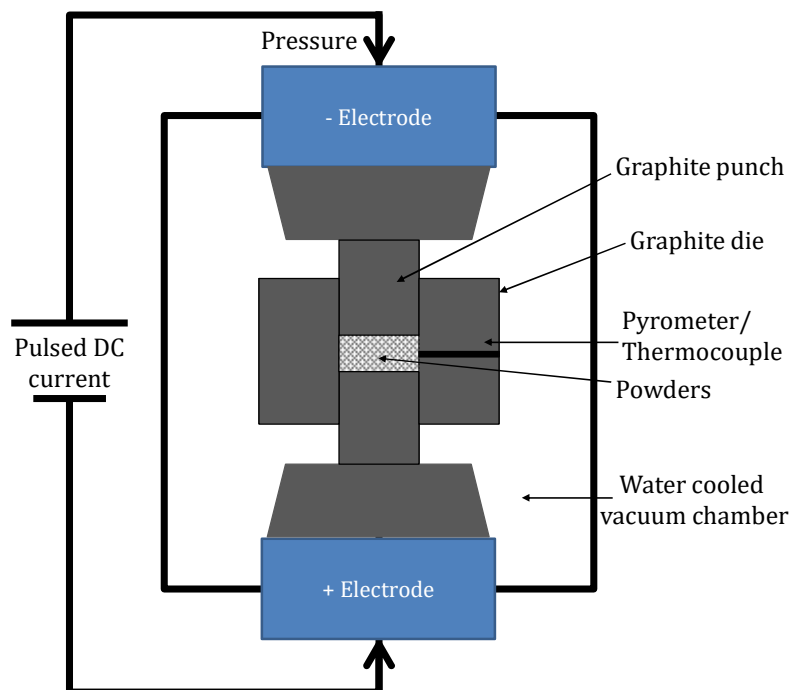 Pressure
- Electrode
Graphite punch
Graphite die
Pyrometer/
Thermocouple
Pulsed DC
current
Powders
Water cooled
vacuum chamber
+ Electrode